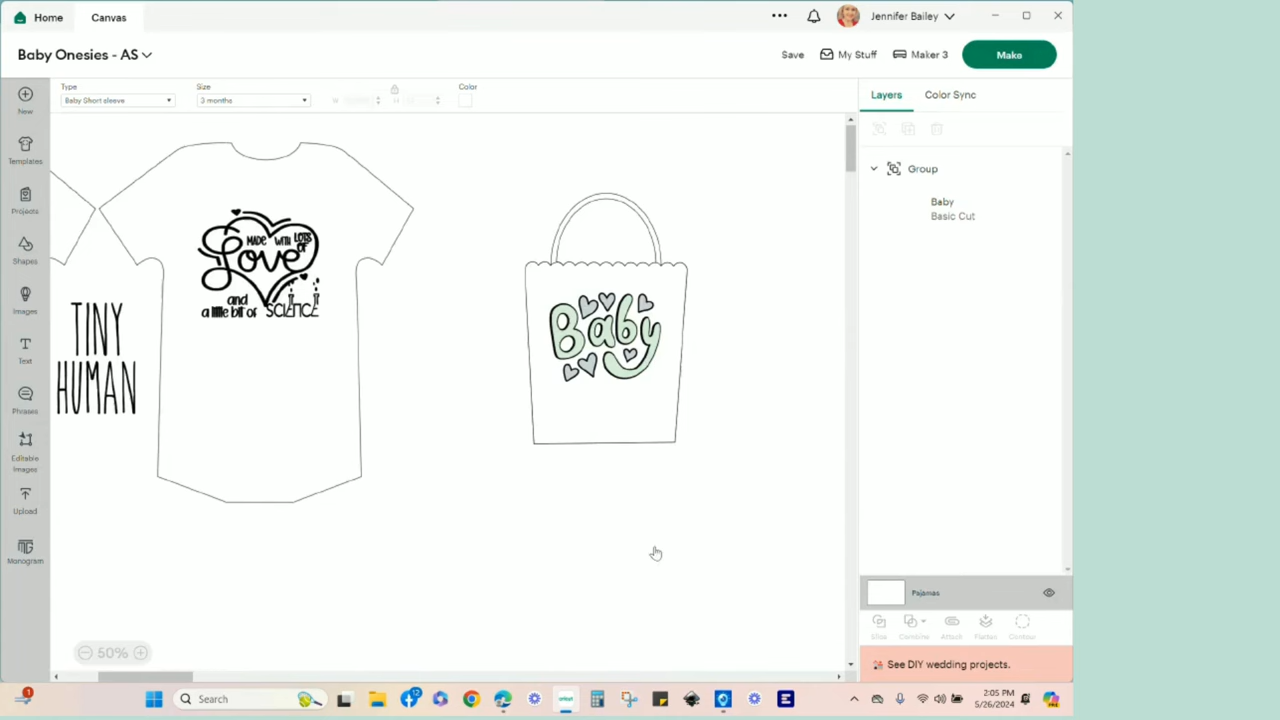 Home
Canvas
Jennifer Bailey
Baby Onesies - AS
Save
My Stuff
Maker 3
Make
Type
Size
Baby Short sleeve
3 months
W
H
Color
Layers
Color Sync
New
Templates
Projects
Shapes
Images
Text
Phrases
Editable
Images
Upload
Monogram
Group
Baby
Basic Cut
TINY
HUMAN
MADE WITH LOTS
OF
Love
and
a little bit of SCIENCE
Baby
50%
Pajamas
Slice
Combine
Attach
Flatten
Contour
See DIY wedding projects.
1
Search
12
cricut
2:05 PM
5/26/2024